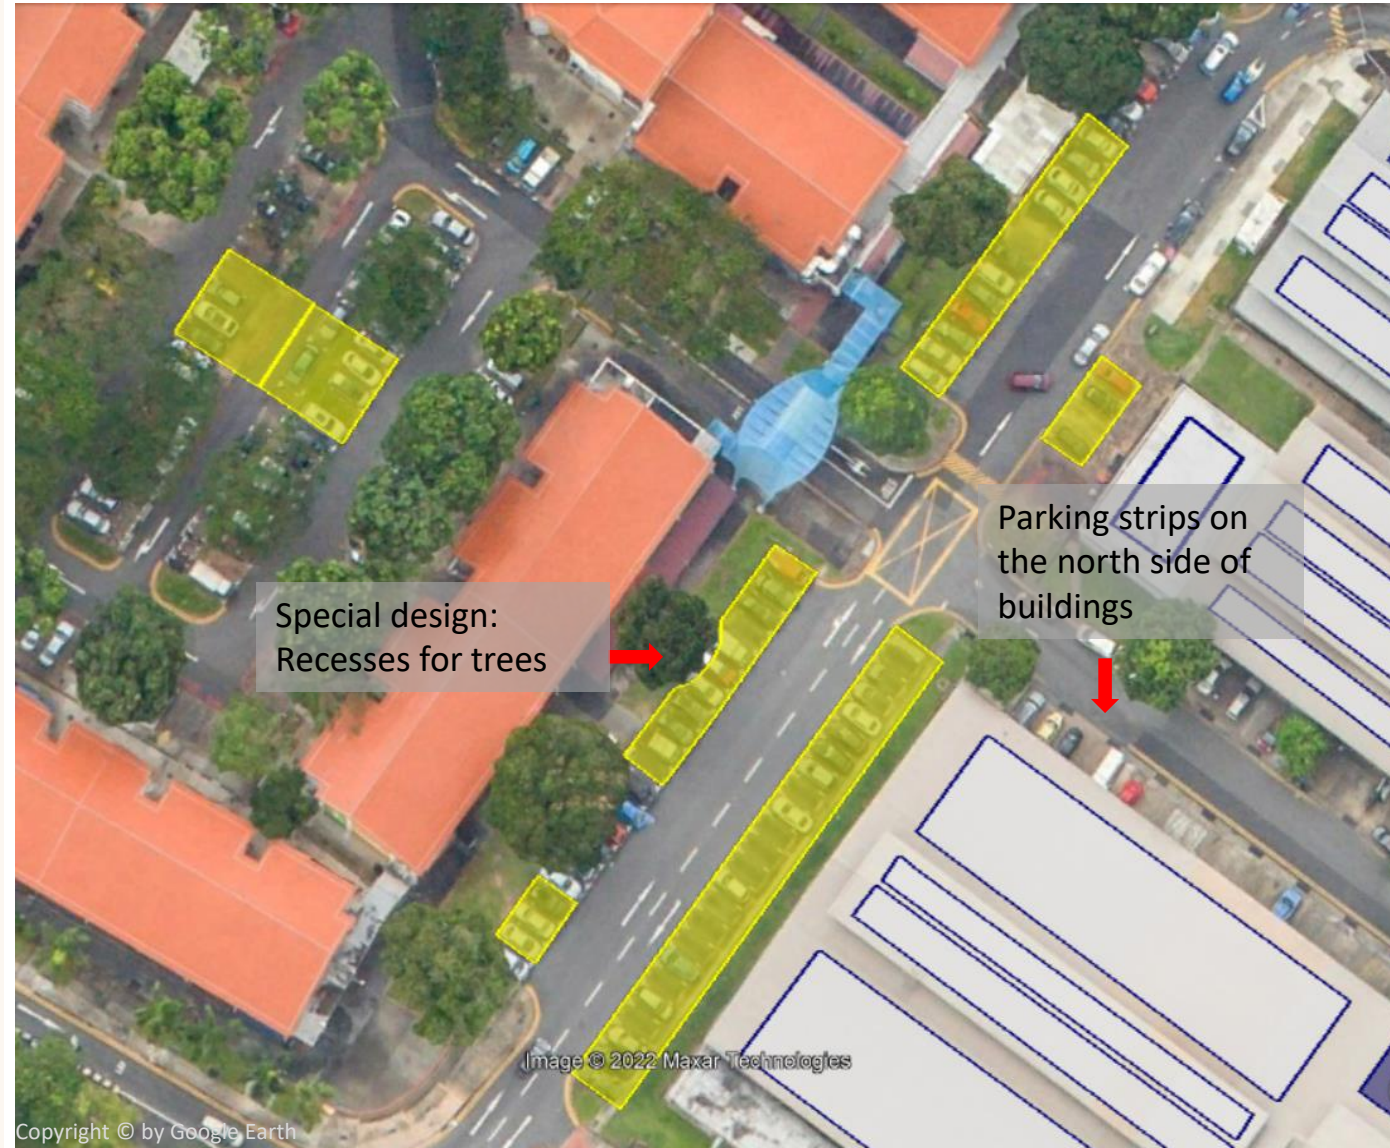 Parking strips on
the north side of
buildings
Special design:
Recesses for trees
Image © 2022 Maxar Technologies
Copyright © by Google Earth